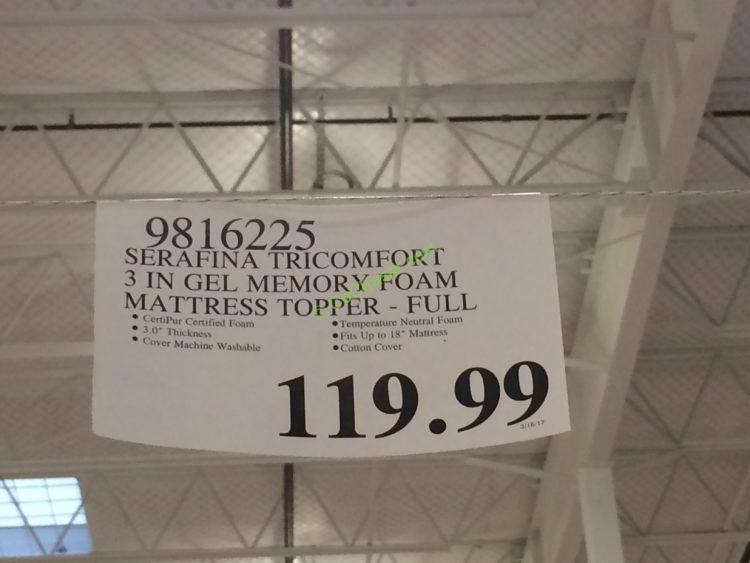 9816225
SERAFINA TRICOMFORT
3 IN GEL MEMORY FOAM
MATTRESS TOPPER - FULL
• CertiPur Certified Foam
• 3.0" Thickness
• Cover Machine Washable
• Temperature Neutral Foam
• Fits Up to 18" Mattress
• Cotton Cover
119.99
3/16/17